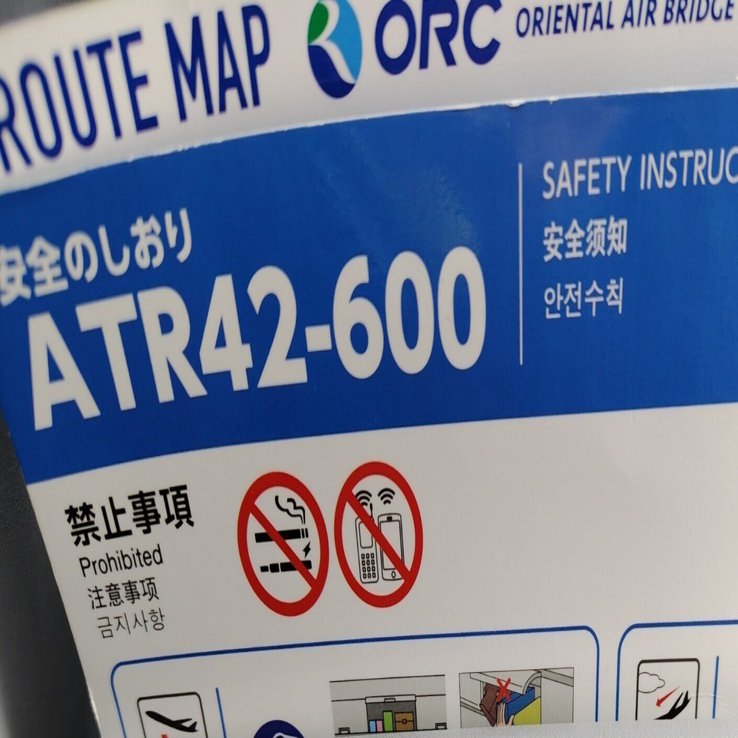 ROUTE MAP
ORC ORIENTAL AIR BRIDGE
安全のしおり
ATR42-600
SAFETY INSTRUC
安全须知
안전수칙
禁止事項
Prohibited
注意事项
금지사항